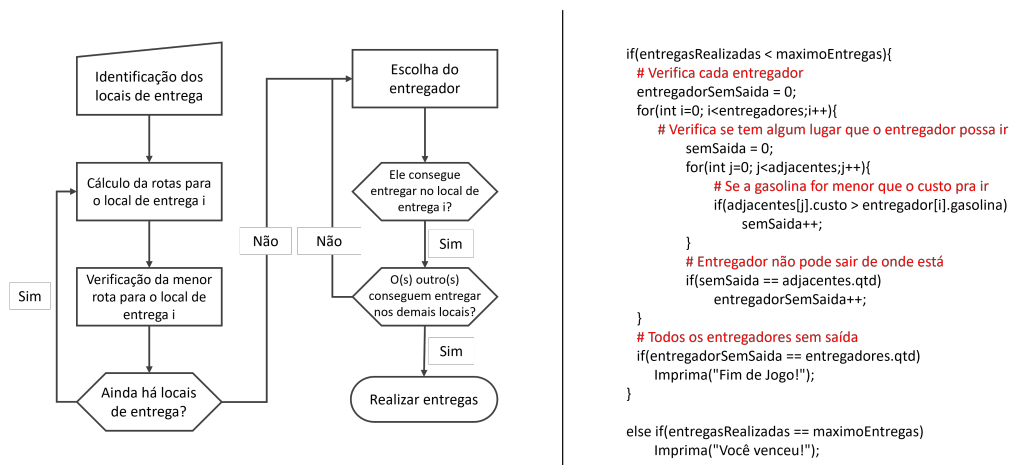 Identificação dos
locais de entrega
Cálculo da rotas para
o local de entrega i
Verificação da menor
rota para o local de
entrega i
Sim
Ainda há locais
de entrega?
Não
Não
Escolha do
entregador
Ele consegue
entregar no local de
entrega i?
Sim
O(s) outro(s)
conseguem entregar
nos demais locais?
Sim
Realizar entregas
if(entregasRealizadas < maximoEntregas){
# Verifica cada entregador
entregadorSemSaida = 0;
for(int i=0; i<entregadores;i++){
# Verifica se tem algum lugar que o entregador possa ir
semSaida = 0;
for(int j=0; j<adjacentes;j++){
# Se a gasolina for menor que o custo pra ir
if(adjacentes[j].custo > entregador[i].gasolina)
semSaida++;
}
# Entregador não pode sair de onde está
if(semSaida == adjacentes.qtd)
entregadorSemSaida++;
}
# Todos os entregadores sem saída
if(entregadorSemSaida == entregadores.qtd)
Imprima("Fim de Jogo!");
}
else if(entregasRealizadas == maximoEntregas)
Imprima("Você venceu!");